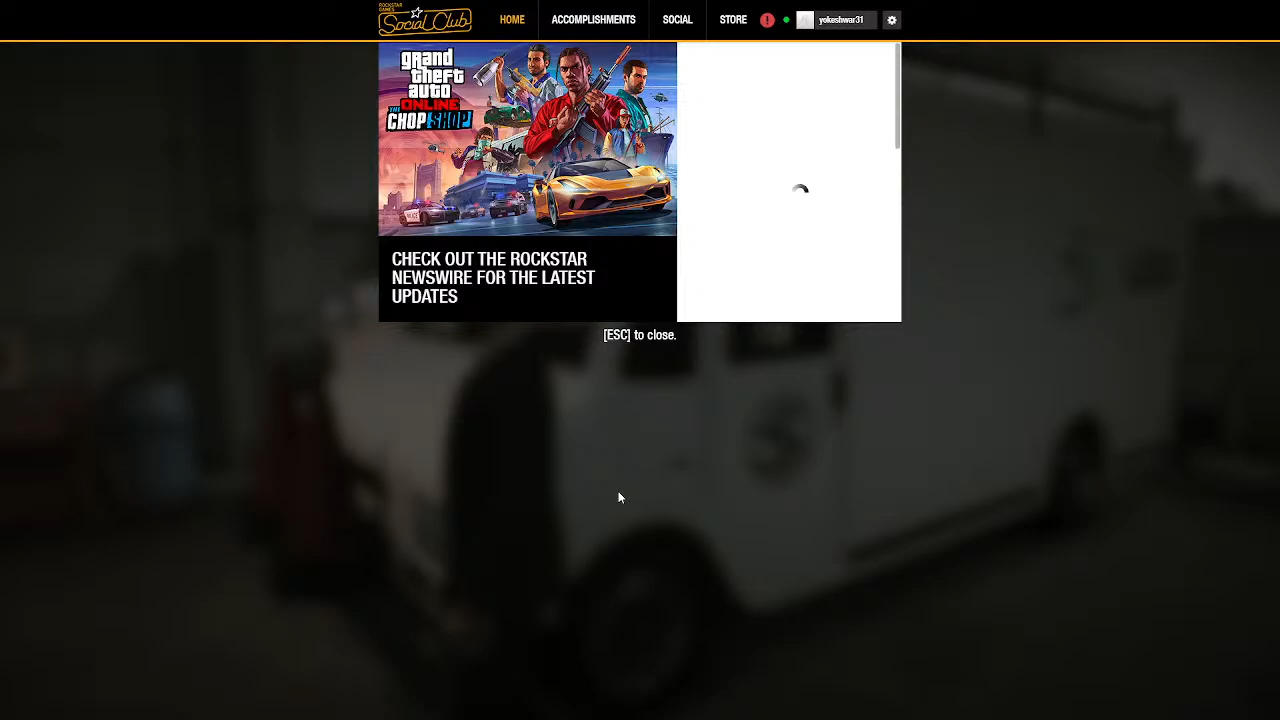 ROCKSTAR
GAMES
Social Club
HOME
ACCOMPLISHMENTS
SOCIAL
STORE
yokeshwar31
grand
theft
auto
ONLINE
THE
CHOP SHOP
POLICE
CHECK OUT THE ROCKSTAR
NEWSWIRE FOR THE LATEST
UPDATES
[ESC] to close.